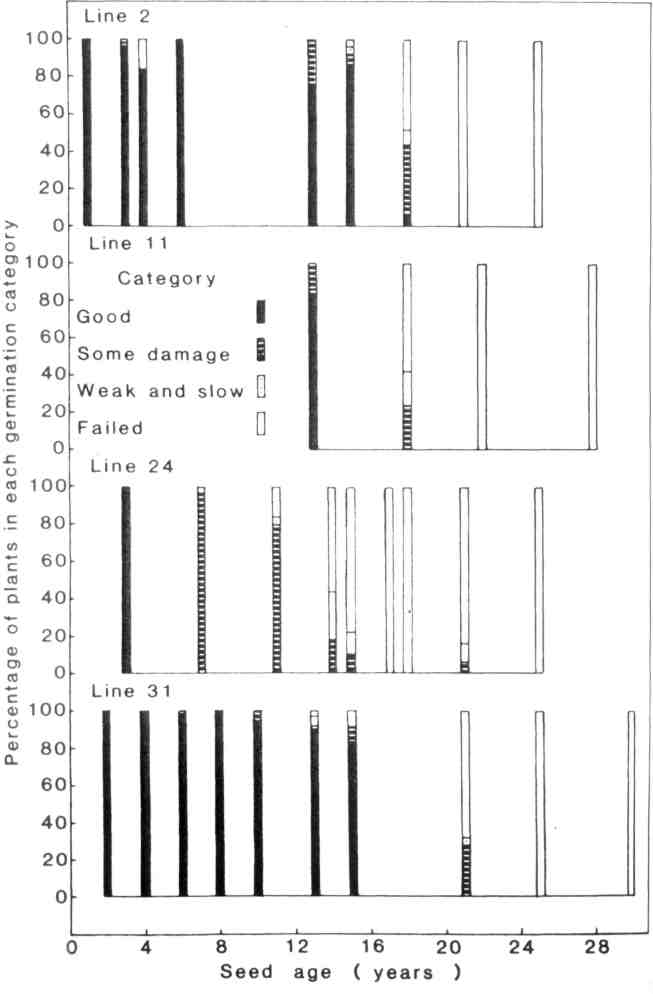 Line 2
100
80
60
40
20
0
Line 11
100
80
60
40
20
0
Category
Good
Some damage
Weak and slow
Failed
Line 24
100
80
60
40
20
0
Line 31
100
80
60
40
20
0
Percentage of plants in each germination category
0 4 8 12 16 20 24 28
Seed age ( years )